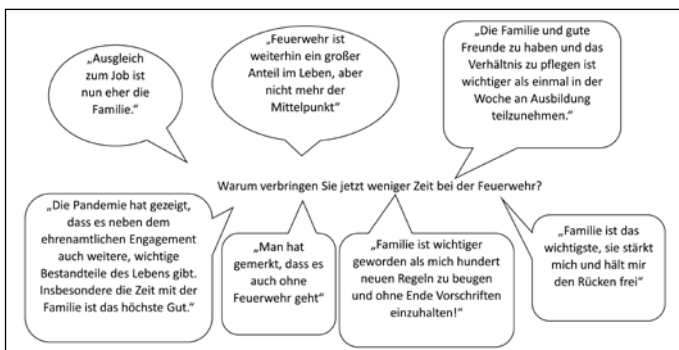 „Ausgleich
zum Job ist
nun eher die
Familie.“
„Feuerwehr ist
weiterhin ein großer
Anteil im Leben, aber
nicht mehr der
Mittelpunkt“
„Die Familie und gute
Freunde zu haben und das
Verhältnis zu pflegen ist
wichtiger als einmal in der
Woche an Ausbildung
teilzunehmen.“
Warum verbringen Sie jetzt weniger Zeit bei der Feuerwehr?
„Die Pandemie hat gezeigt,
dass es neben dem
ehrenamtlichen Engagement
auch weitere, wichtige
Bestandteile des Lebens gibt.
Insbesondere die Zeit mit der
Familie ist das höchste Gut.“
„Man hat
gemerkt, dass es
auch ohne
Feuerwehr geht“
„Familie ist wichtiger
geworden als mich hundert
neuen Regeln zu beugen
und ohne Ende Vorschriften
einzuhalten!“
„Familie ist das
wichtigste, sie stärkt
mich und hält mir
den Rücken frei“